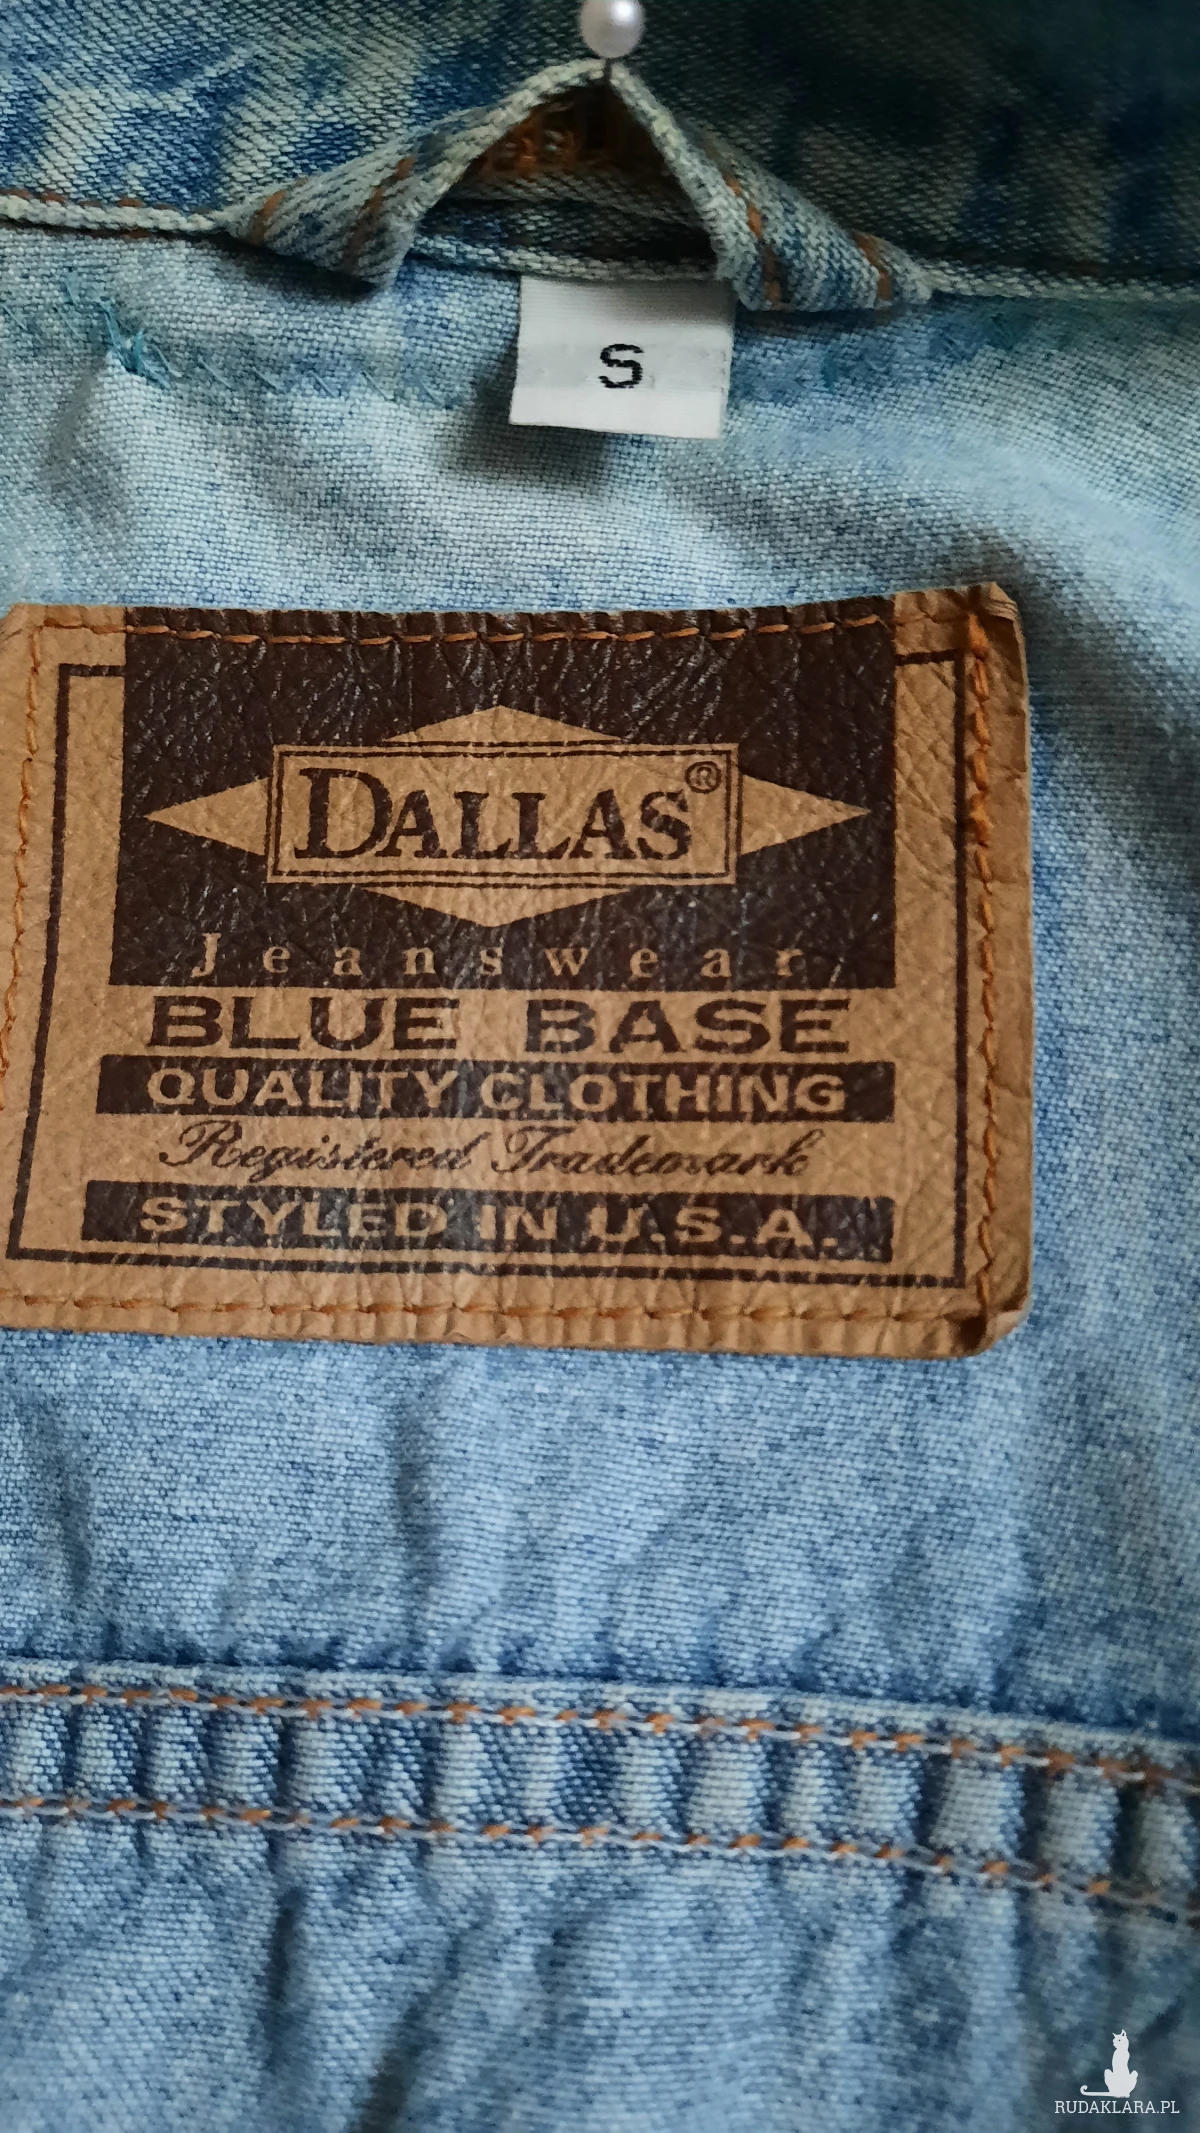 S
DALLAS®
Jeanswear
BLUE BASE
QUALITY CLOTHING
Registered Trademark
STYLED IN U.S.A.
RUDAKLARA.PL